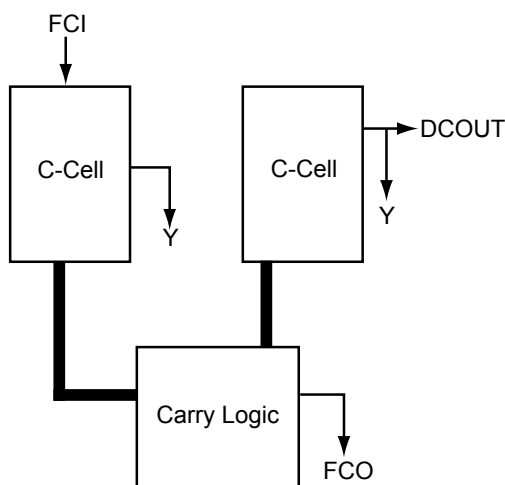 FCI
C-Cell
C-Cell
DCOUT
Y
Y
Carry Logic
FCO